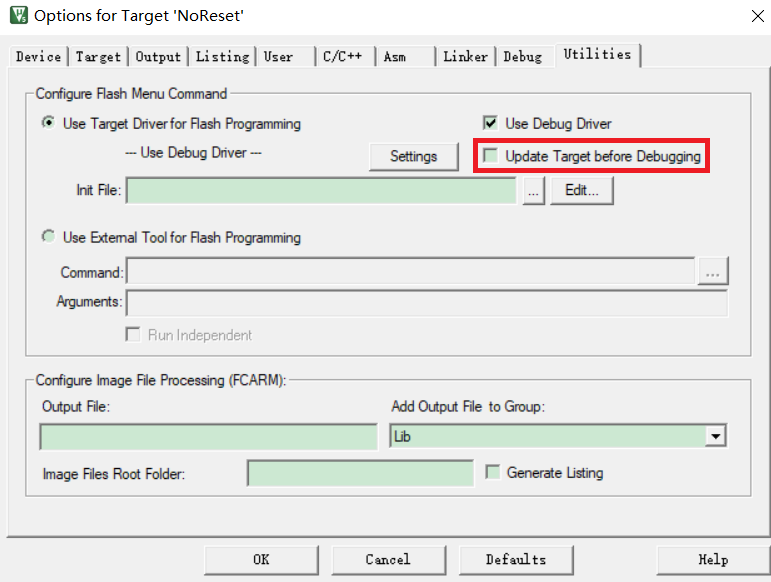 Options for Target 'NoReset'
Device Target Output Listing User C/C++ Asm Linker Debug Utilities
Configure Flash Menu Command
Use Target Driver for Flash Programming
Use Debug Driver
--- Use Debug Driver ---
Settings
Update Target before Debugging
Init File:
...
Edit...
Use External Tool for Flash Programming
Command:
...
Arguments:
Run Independent
Configure Image File Processing (FCARM):
Output File:
Add Output File to Group:
Lib
Image Files Root Folder:
Generate Listing
OK Cancel Defaults Help